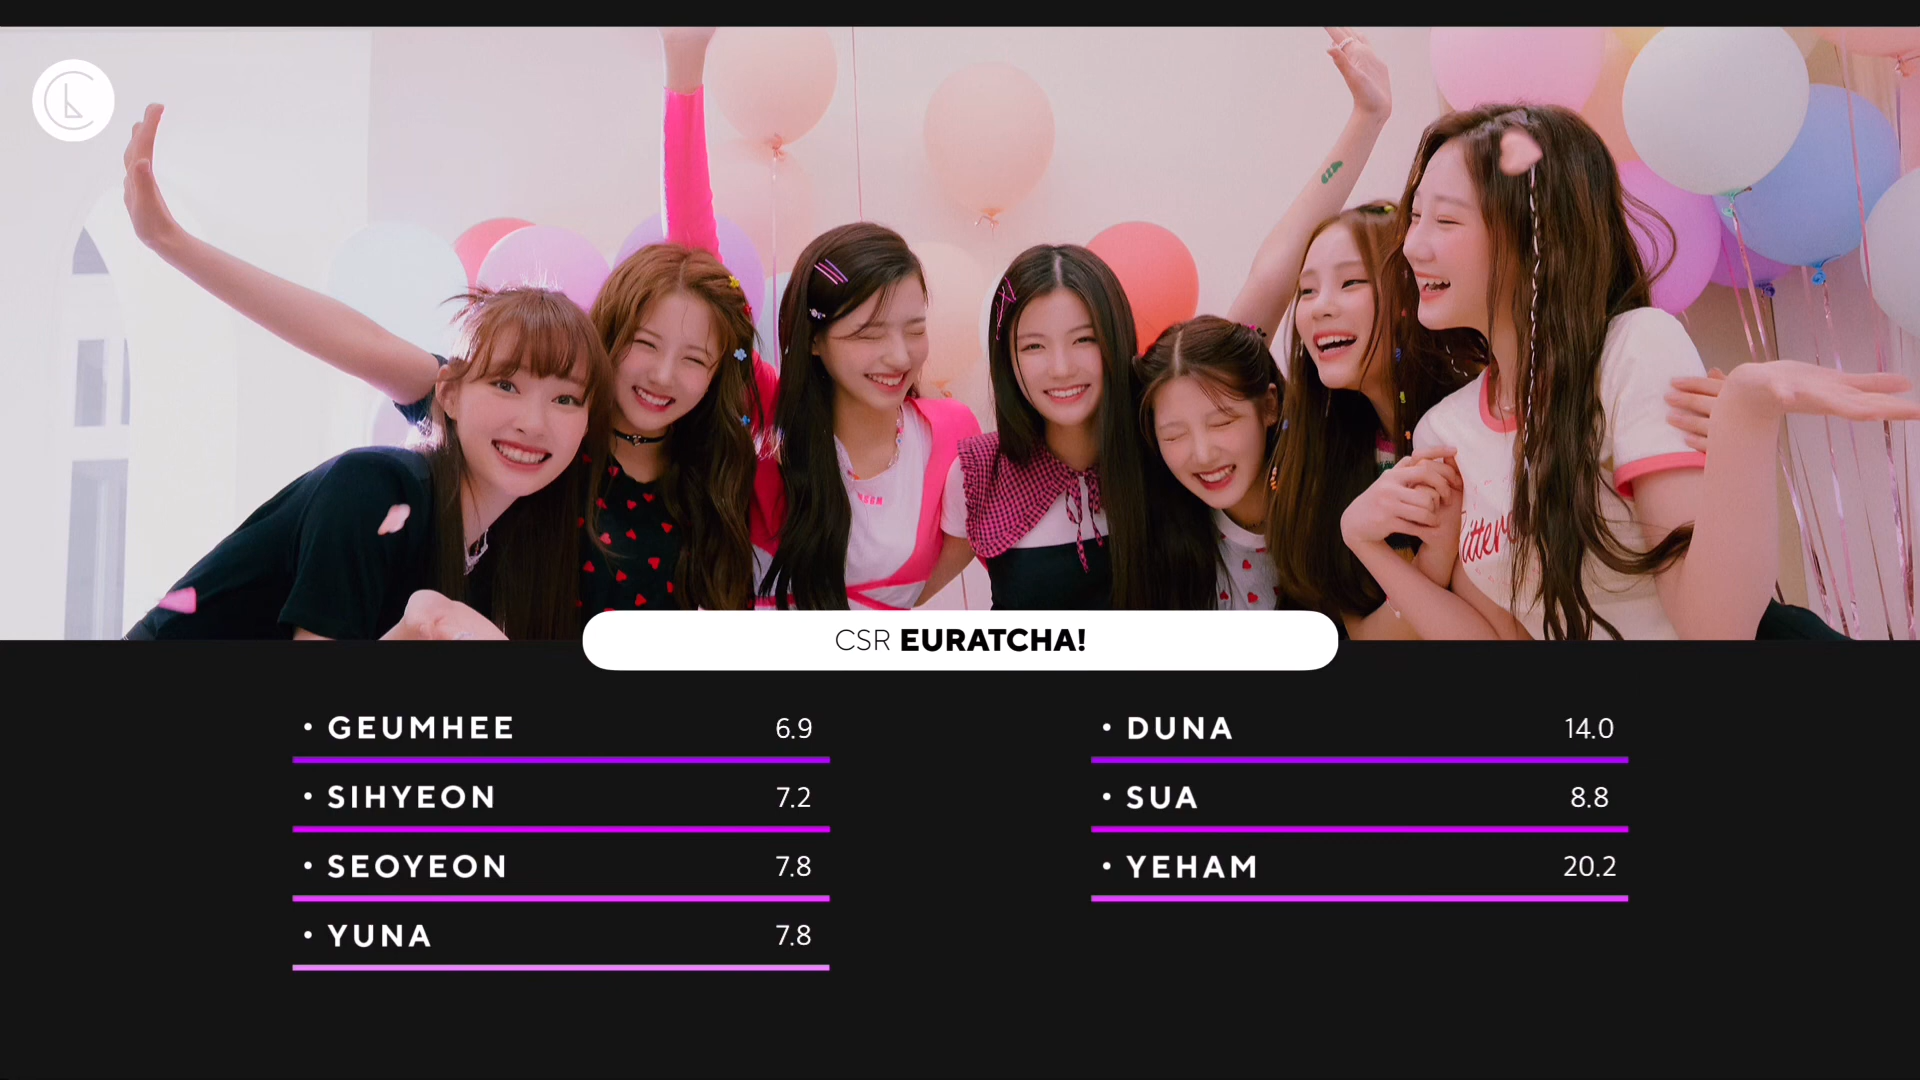 CSR EURATCHA!
• GEUMHEE 6.9
• SIHYEON 7.2
• SEOYEON 7.8
• YUNA 7.8
• DUNA 14.0
• SUA 8.8
• YEHAM 20.2